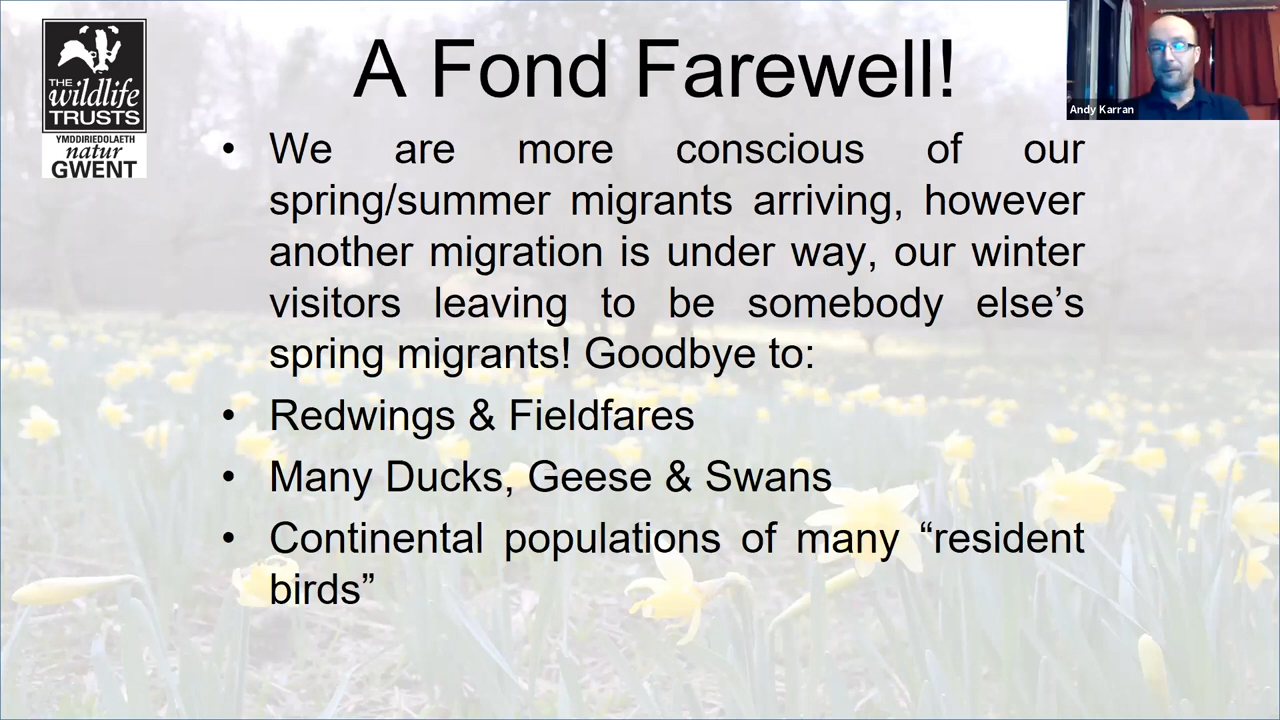 A Fond Farewell!
THE
wildlife
TRUSTS
YMDDIRIEDOLAETH
natur
GWENT
Andy Karran
• We are more conscious of our
spring/summer migrants arriving, however
another migration is under way, our winter
visitors leaving to be somebody else’s
spring migrants! Goodbye to:
• Redwings & Fieldfares
• Many Ducks, Geese & Swans
• Continental populations of many “resident
birds”